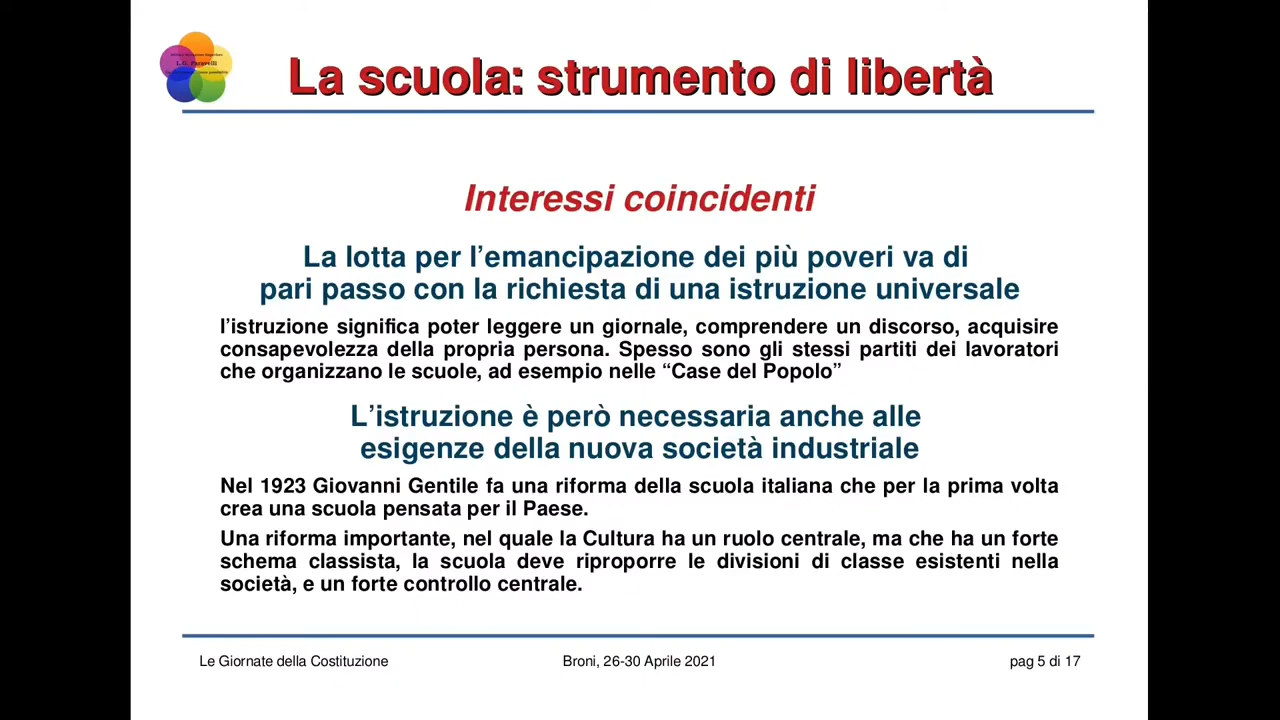 L.G. Faravelli
La scuola: strumento di libertà
Interessi coincidenti
La lotta per l’emancipazione dei più poveri va di
pari passo con la richiesta di una istruzione universale
l’istruzione significa poter leggere un giornale, comprendere un discorso, acquisire
consapevolezza della propria persona. Spesso sono gli stessi partiti dei lavoratori
che organizzano le scuole, ad esempio nelle “Case del Popolo”
L’istruzione è però necessaria anche alle
esigenze della nuova società industriale
Nel 1923 Giovanni Gentile fa una riforma della scuola italiana che per la prima volta
crea una scuola pensata per il Paese.
Una riforma importante, nel quale la Cultura ha un ruolo centrale, ma che ha un forte
schema classista, la scuola deve riproporre le divisioni di classe esistenti nella
società, e un forte controllo centrale.
Le Giornate della Costituzione
Broni, 26-30 Aprile 2021
pag 5 di 17